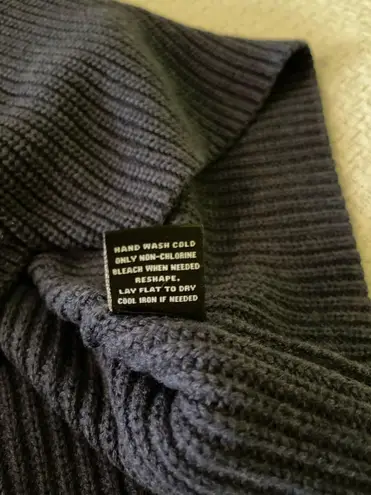 HAND WASH COLD
ONLY NON-CHLORINE
BLEACH WHEN NEEDED
RESHAPE.
LAY FLAT TO DRY
COOL IRON IF NEEDED